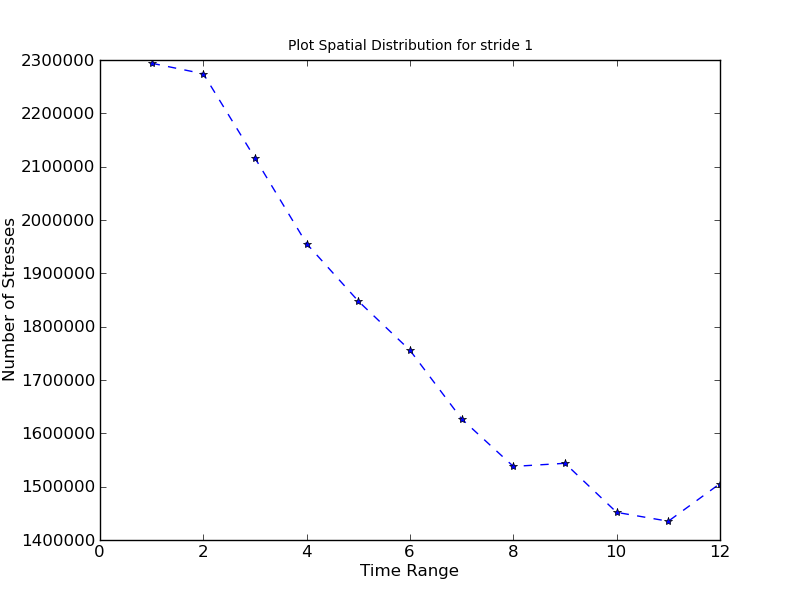 Plot Spatial Distribution for stride 1
2300000
2200000
2100000
2000000
1900000
1800000
1700000
1600000
1500000
1400000
Number of Stresses
0 2 4 6 8 10 12
Time Range